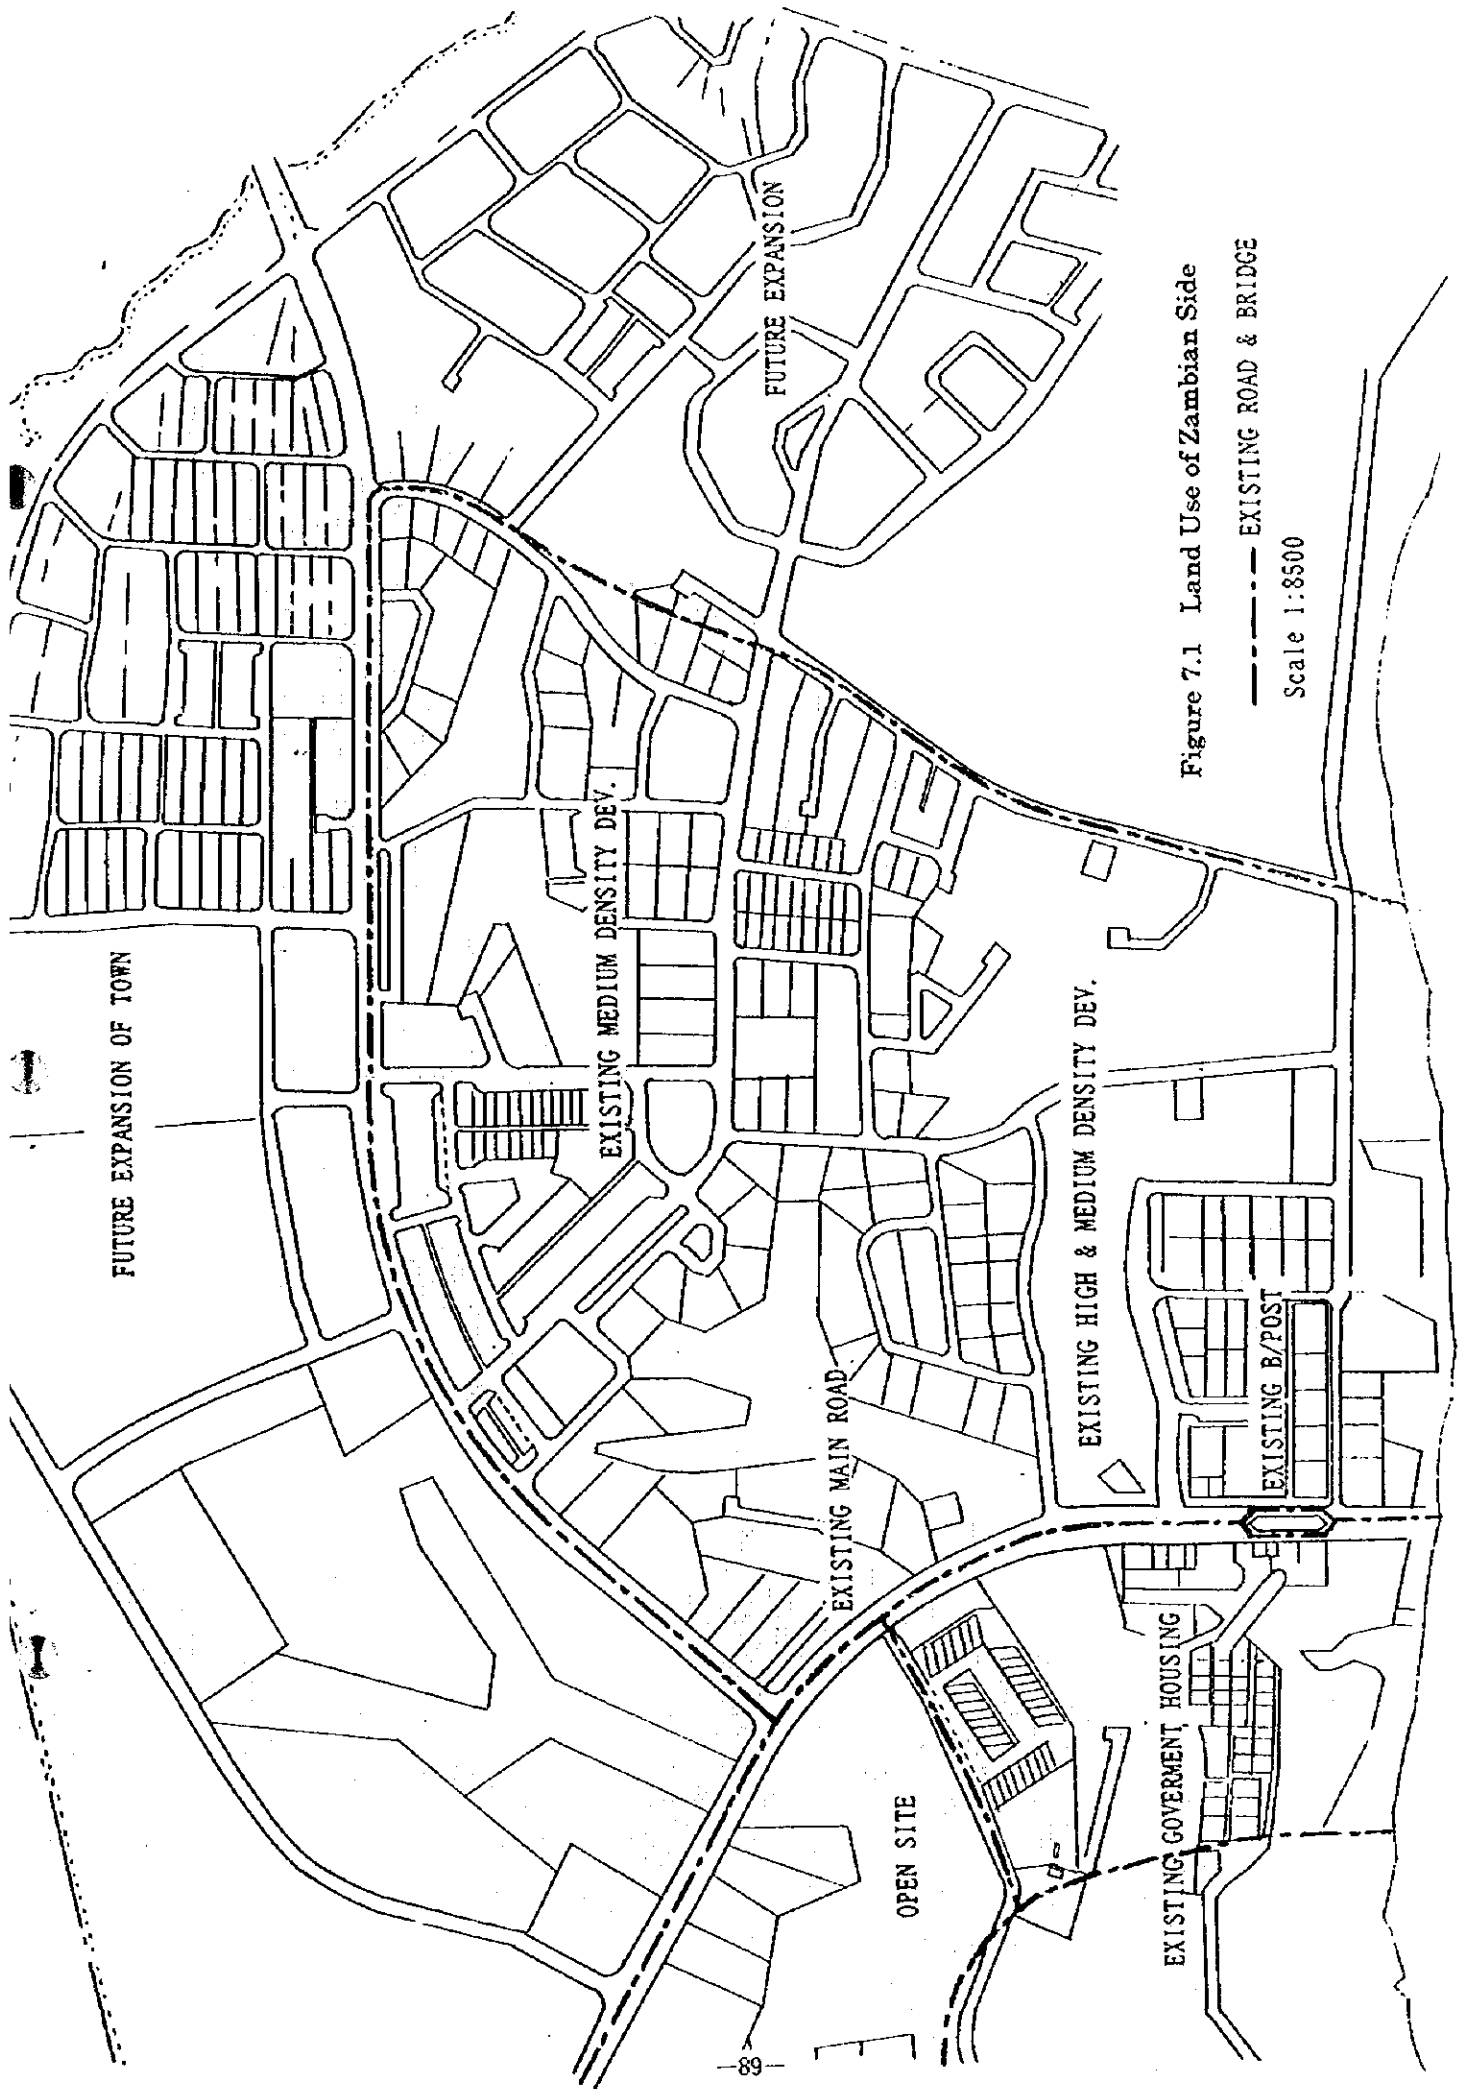 FUTURE EXPANSION OF TOWN
FUTURE EXPANSION
EXISTING MEDIUM DENSITY DEV.
EXISTING MAIN ROAD
EXISTING HIGH & MEDIUM DENSITY DEV.
EXISTING B/POST
OPEN SITE
EXISTING GOVERMENT HOUSING
Figure 7.1 Land Use of Zambian Side
EXISTING ROAD & BRIDGE
Scale 1:8500
—89—